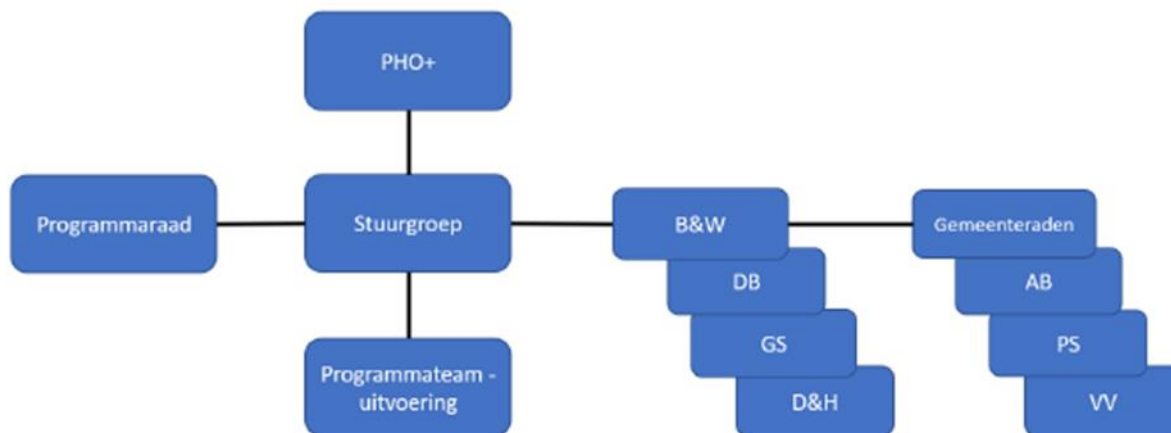 PHO+
Programmaraad
Stuurgroep
B&W
Gemeenteraden
DB
AB
GS
PS
Programmateam -
uitvoering
D&H
VV